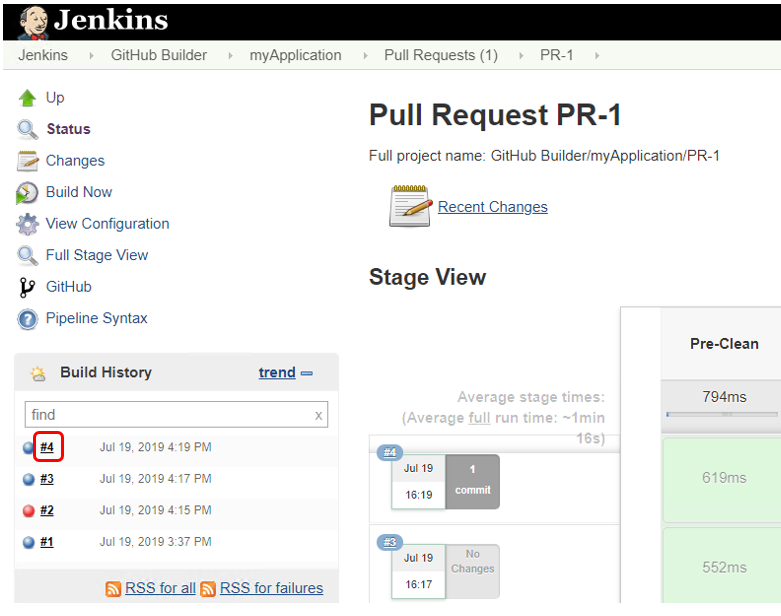 Jenkins
Jenkins GitHub Builder myApplication Pull Requests (1) PR-1
Up
Status
Changes
Build Now
View Configuration
Full Stage View
GitHub
Pipeline Syntax
Build History trend
find x
#4 Jul 19, 2019 4:19 PM
#3 Jul 19, 2019 4:17 PM
#2 Jul 19, 2019 4:15 PM
#1 Jul 19, 2019 3:37 PM
RSS for all RSS for failures
Pull Request PR-1
Full project name: GitHub Builder/myApplication/PR-1
Recent Changes
Stage View
Pre-Clean
Average stage times:
(Average full run time: ~1min
16s)
794ms
#4
Jul 19
16:19
1
commit
619ms
#3
Jul 19
16:17
No
Changes
552ms